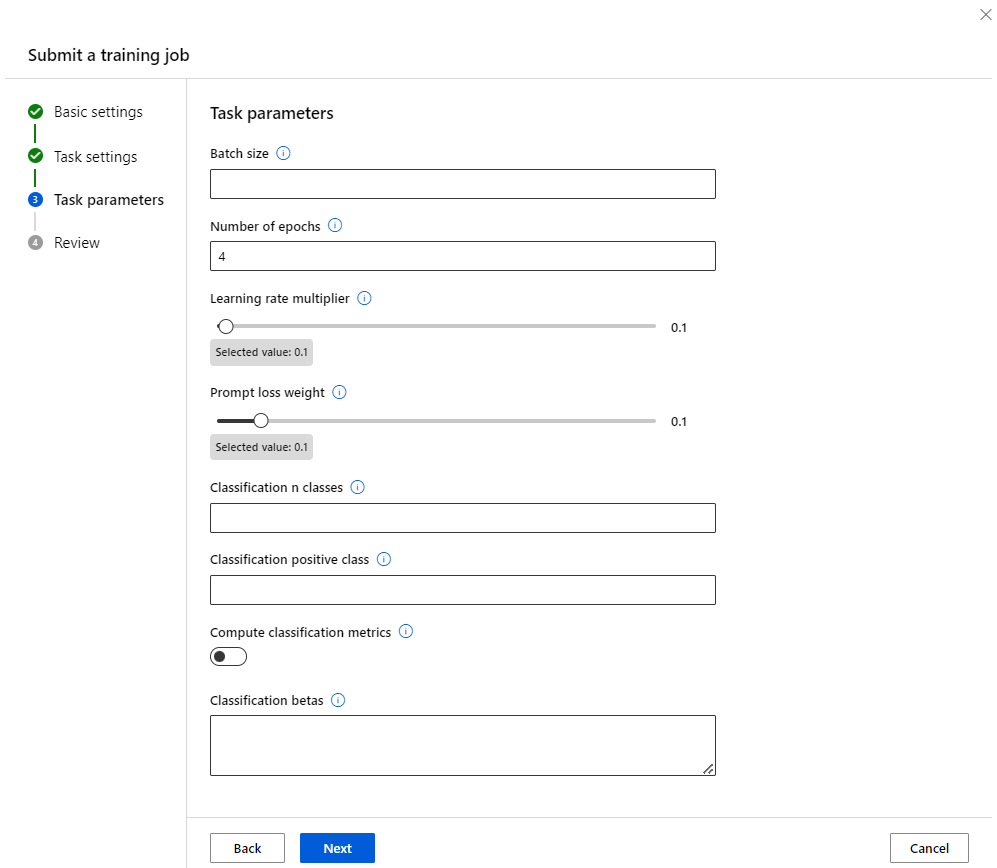 Submit a training job
Basic settings
Task settings
3 Task parameters
4 Review
Task parameters
Batch size
Number of epochs
4
Learning rate multiplier
0.1
Selected value: 0.1
Prompt loss weight
0.1
Selected value: 0.1
Classification n classes
Classification positive class
Compute classification metrics
Classification betas
Back Next Cancel